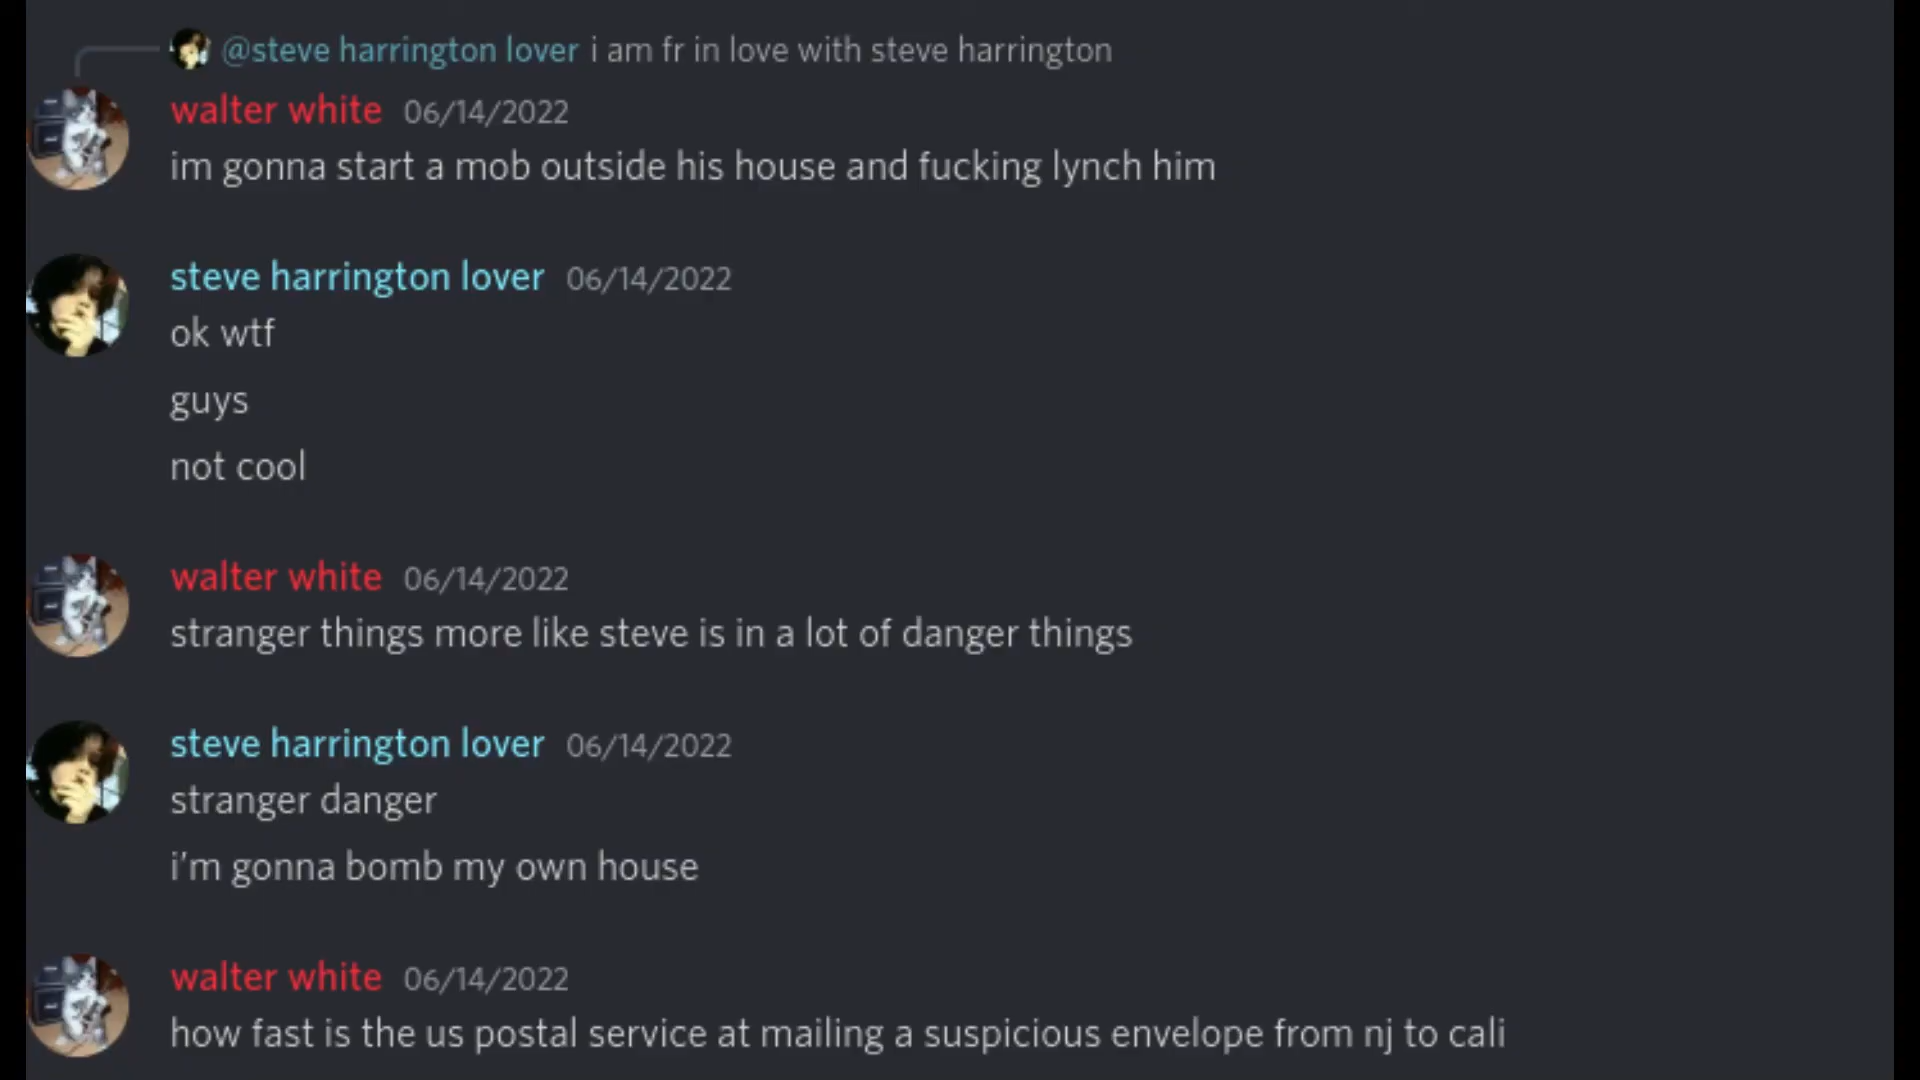 @steve harrington lover i am fr in love with steve harrington
walter white 06/14/2022
im gonna start a mob outside his house and fucking lynch him
steve harrington lover 06/14/2022
ok wtf
guys
not cool
walter white 06/14/2022
stranger things more like steve is in a lot of danger things
steve harrington lover 06/14/2022
stranger danger
i'm gonna bomb my own house
walter white 06/14/2022
how fast is the us postal service at mailing a suspicious envelope from nj to cali